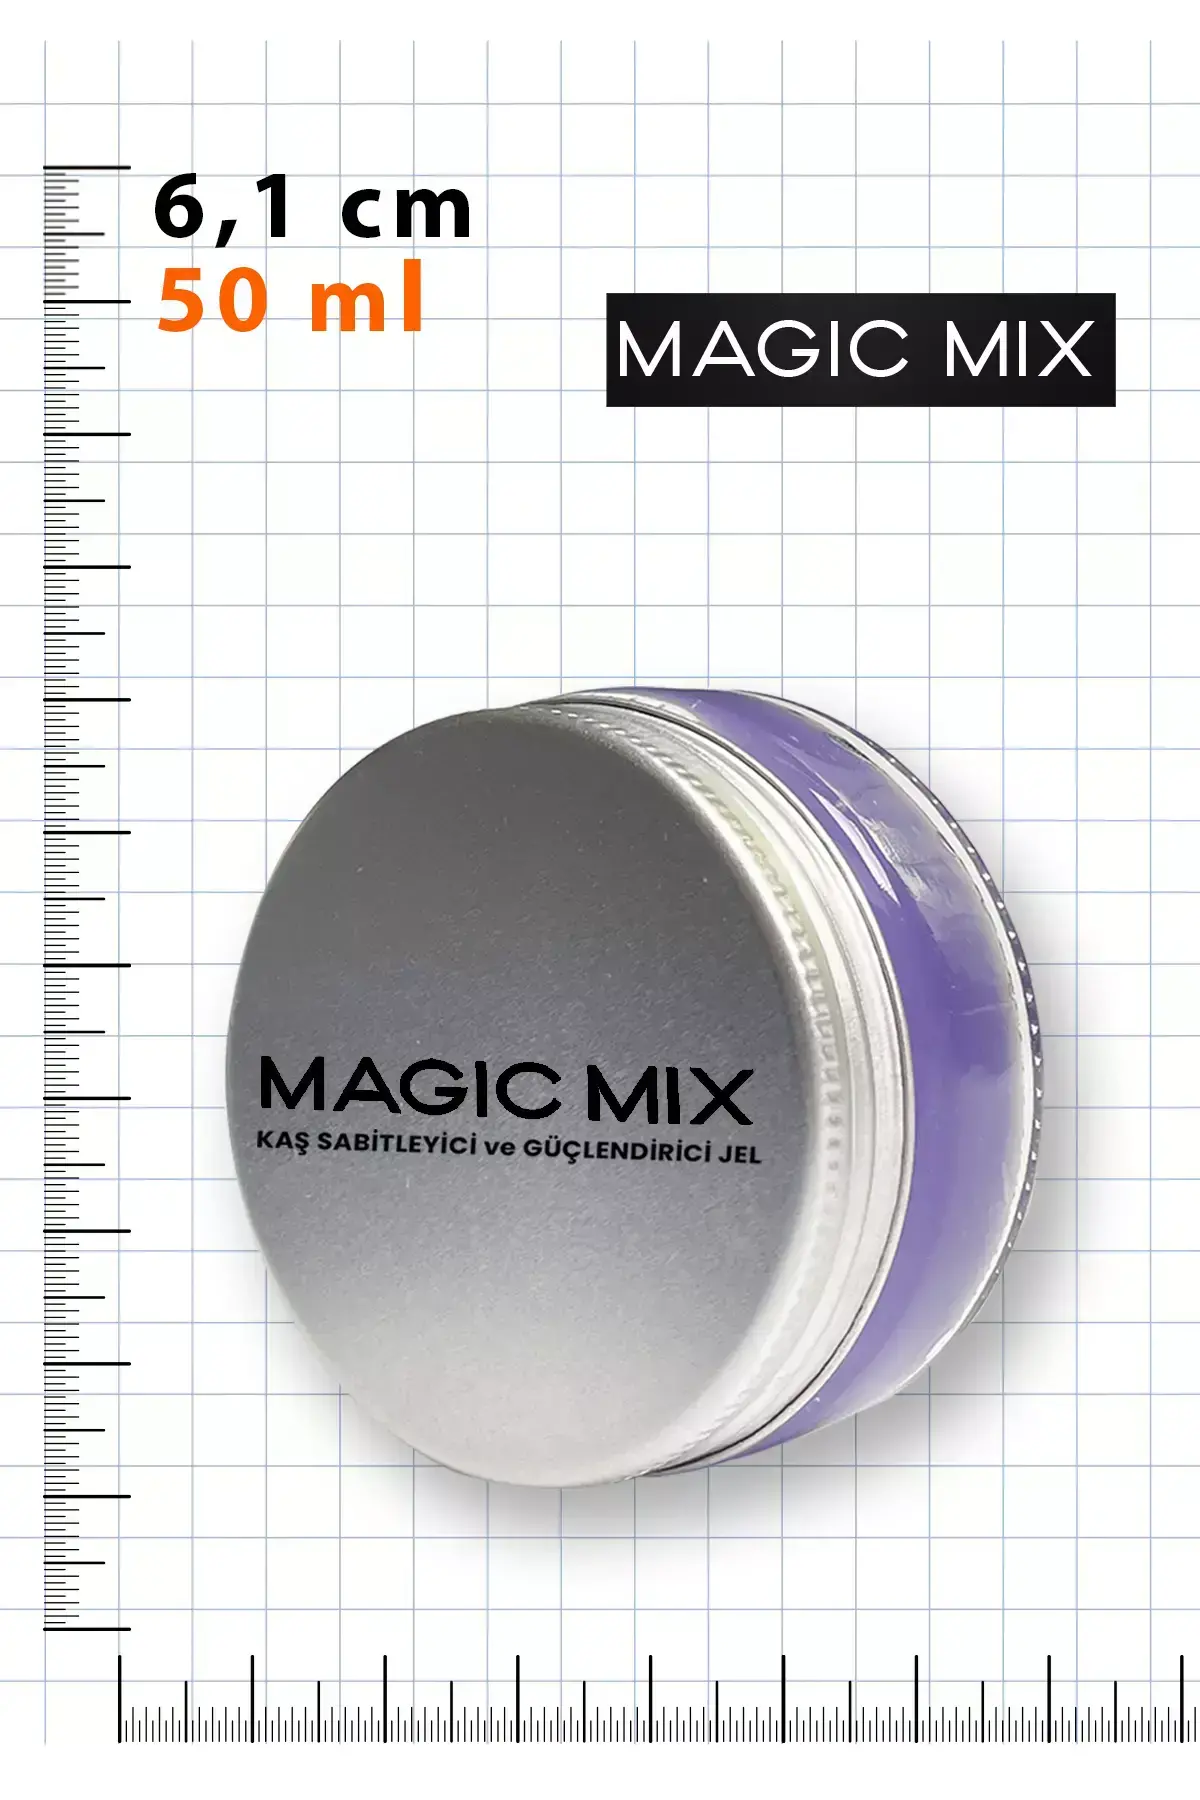 6,1 cm
50 ml
MAGIC MIX
MAGIC MIX
KAŞ SABİTLEYİCİ ve GÜÇLENDİRİCİ JEL